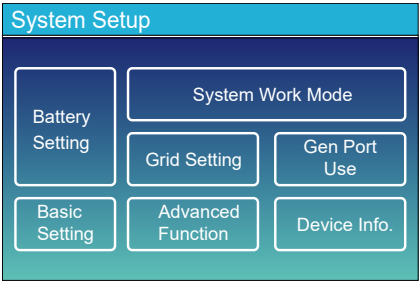 System Setup
Battery
Setting
System Work Mode
Grid Setting
Gen Port
Use
Basic
Setting
Advanced
Function
Device Info.